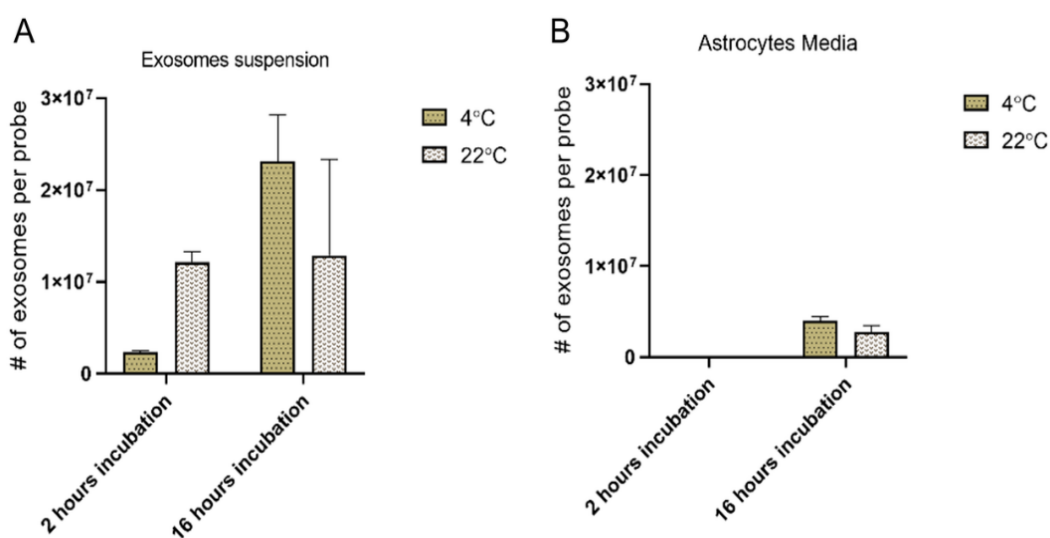 A
Exosomes suspension
# of exosomes per probe
3×10⁷
2×10⁷
1×10⁷
0
2 hours incubation
16 hours incubation
4°C
22°C
B
Astrocytes Media
# of exosomes per probe
3×10⁷
2×10⁷
1×10⁷
0
2 hours incubation
16 hours incubation
4°C
22°C